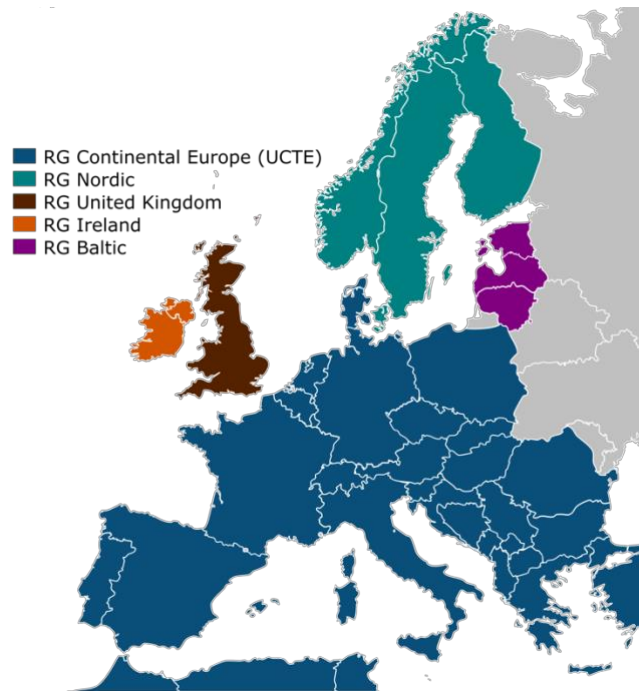 RG Continental Europe (UCTE)
RG Nordic
RG United Kingdom
RG Ireland
RG Baltic